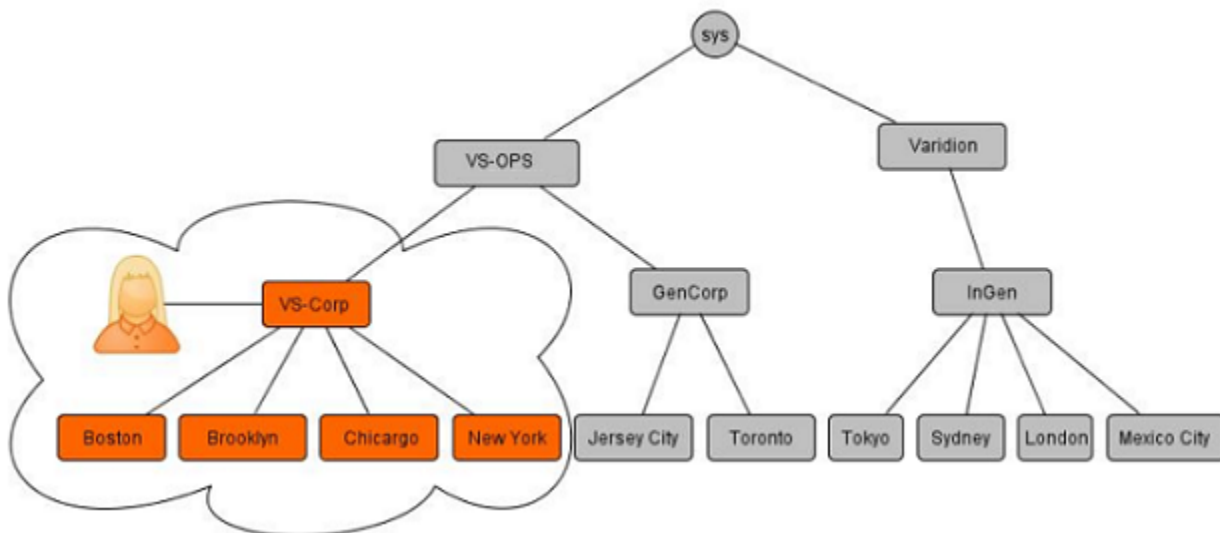 sys
VS-OPS
Varidion
VS-Corp
GenCorp
InGen
Boston
Brooklyn
Chicargo
New York
Jersey City
Toronto
Tokyo
Sydney
London
Mexico City